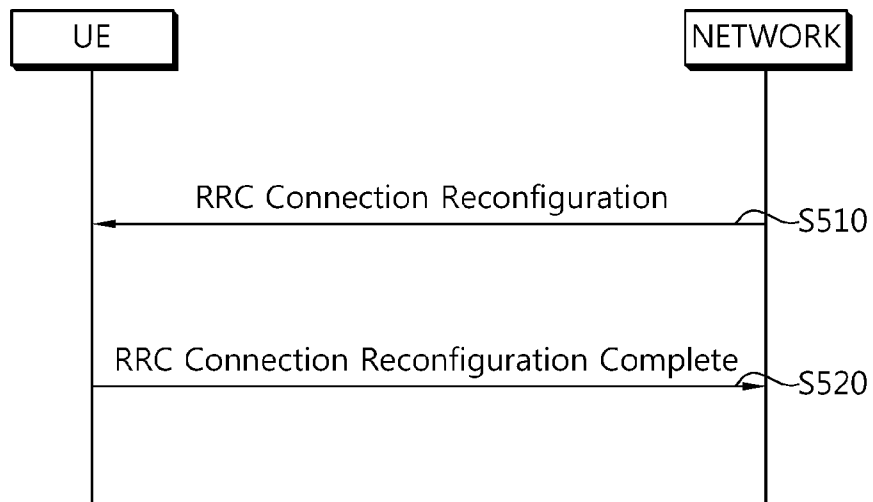 UE
NETWORK
RRC Connection Reconfiguration
S510
RRC Connection Reconfiguration Complete
S520